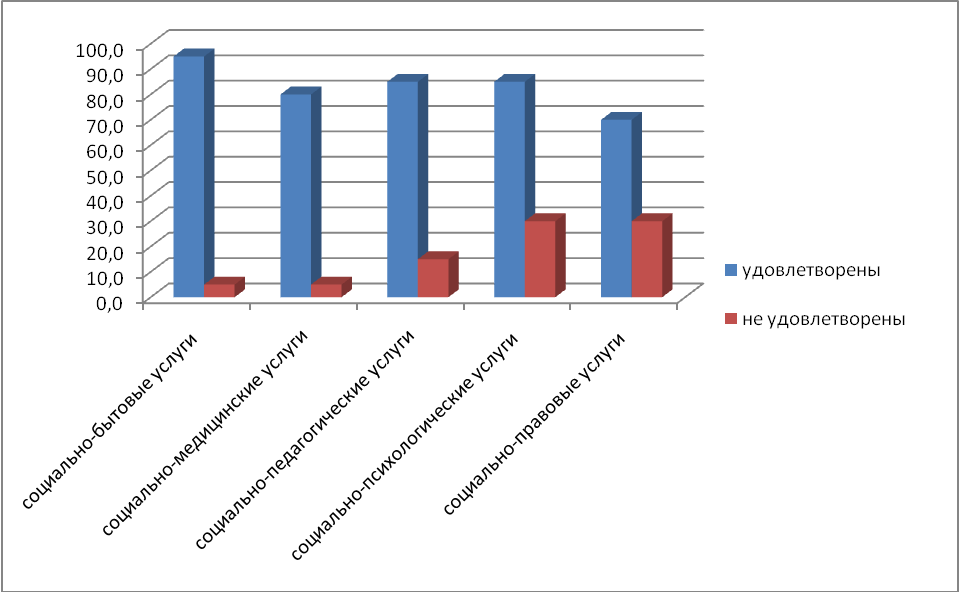 100,0
90,0
80,0
70,0
60,0
50,0
40,0
30,0
20,0
10,0
0,0
социально-бытовые услуги
социально-медицинские услуги
социально-педагогические услуги
социально-психологические услуги
социально-правовые услуги
удовлетворены
не удовлетворены